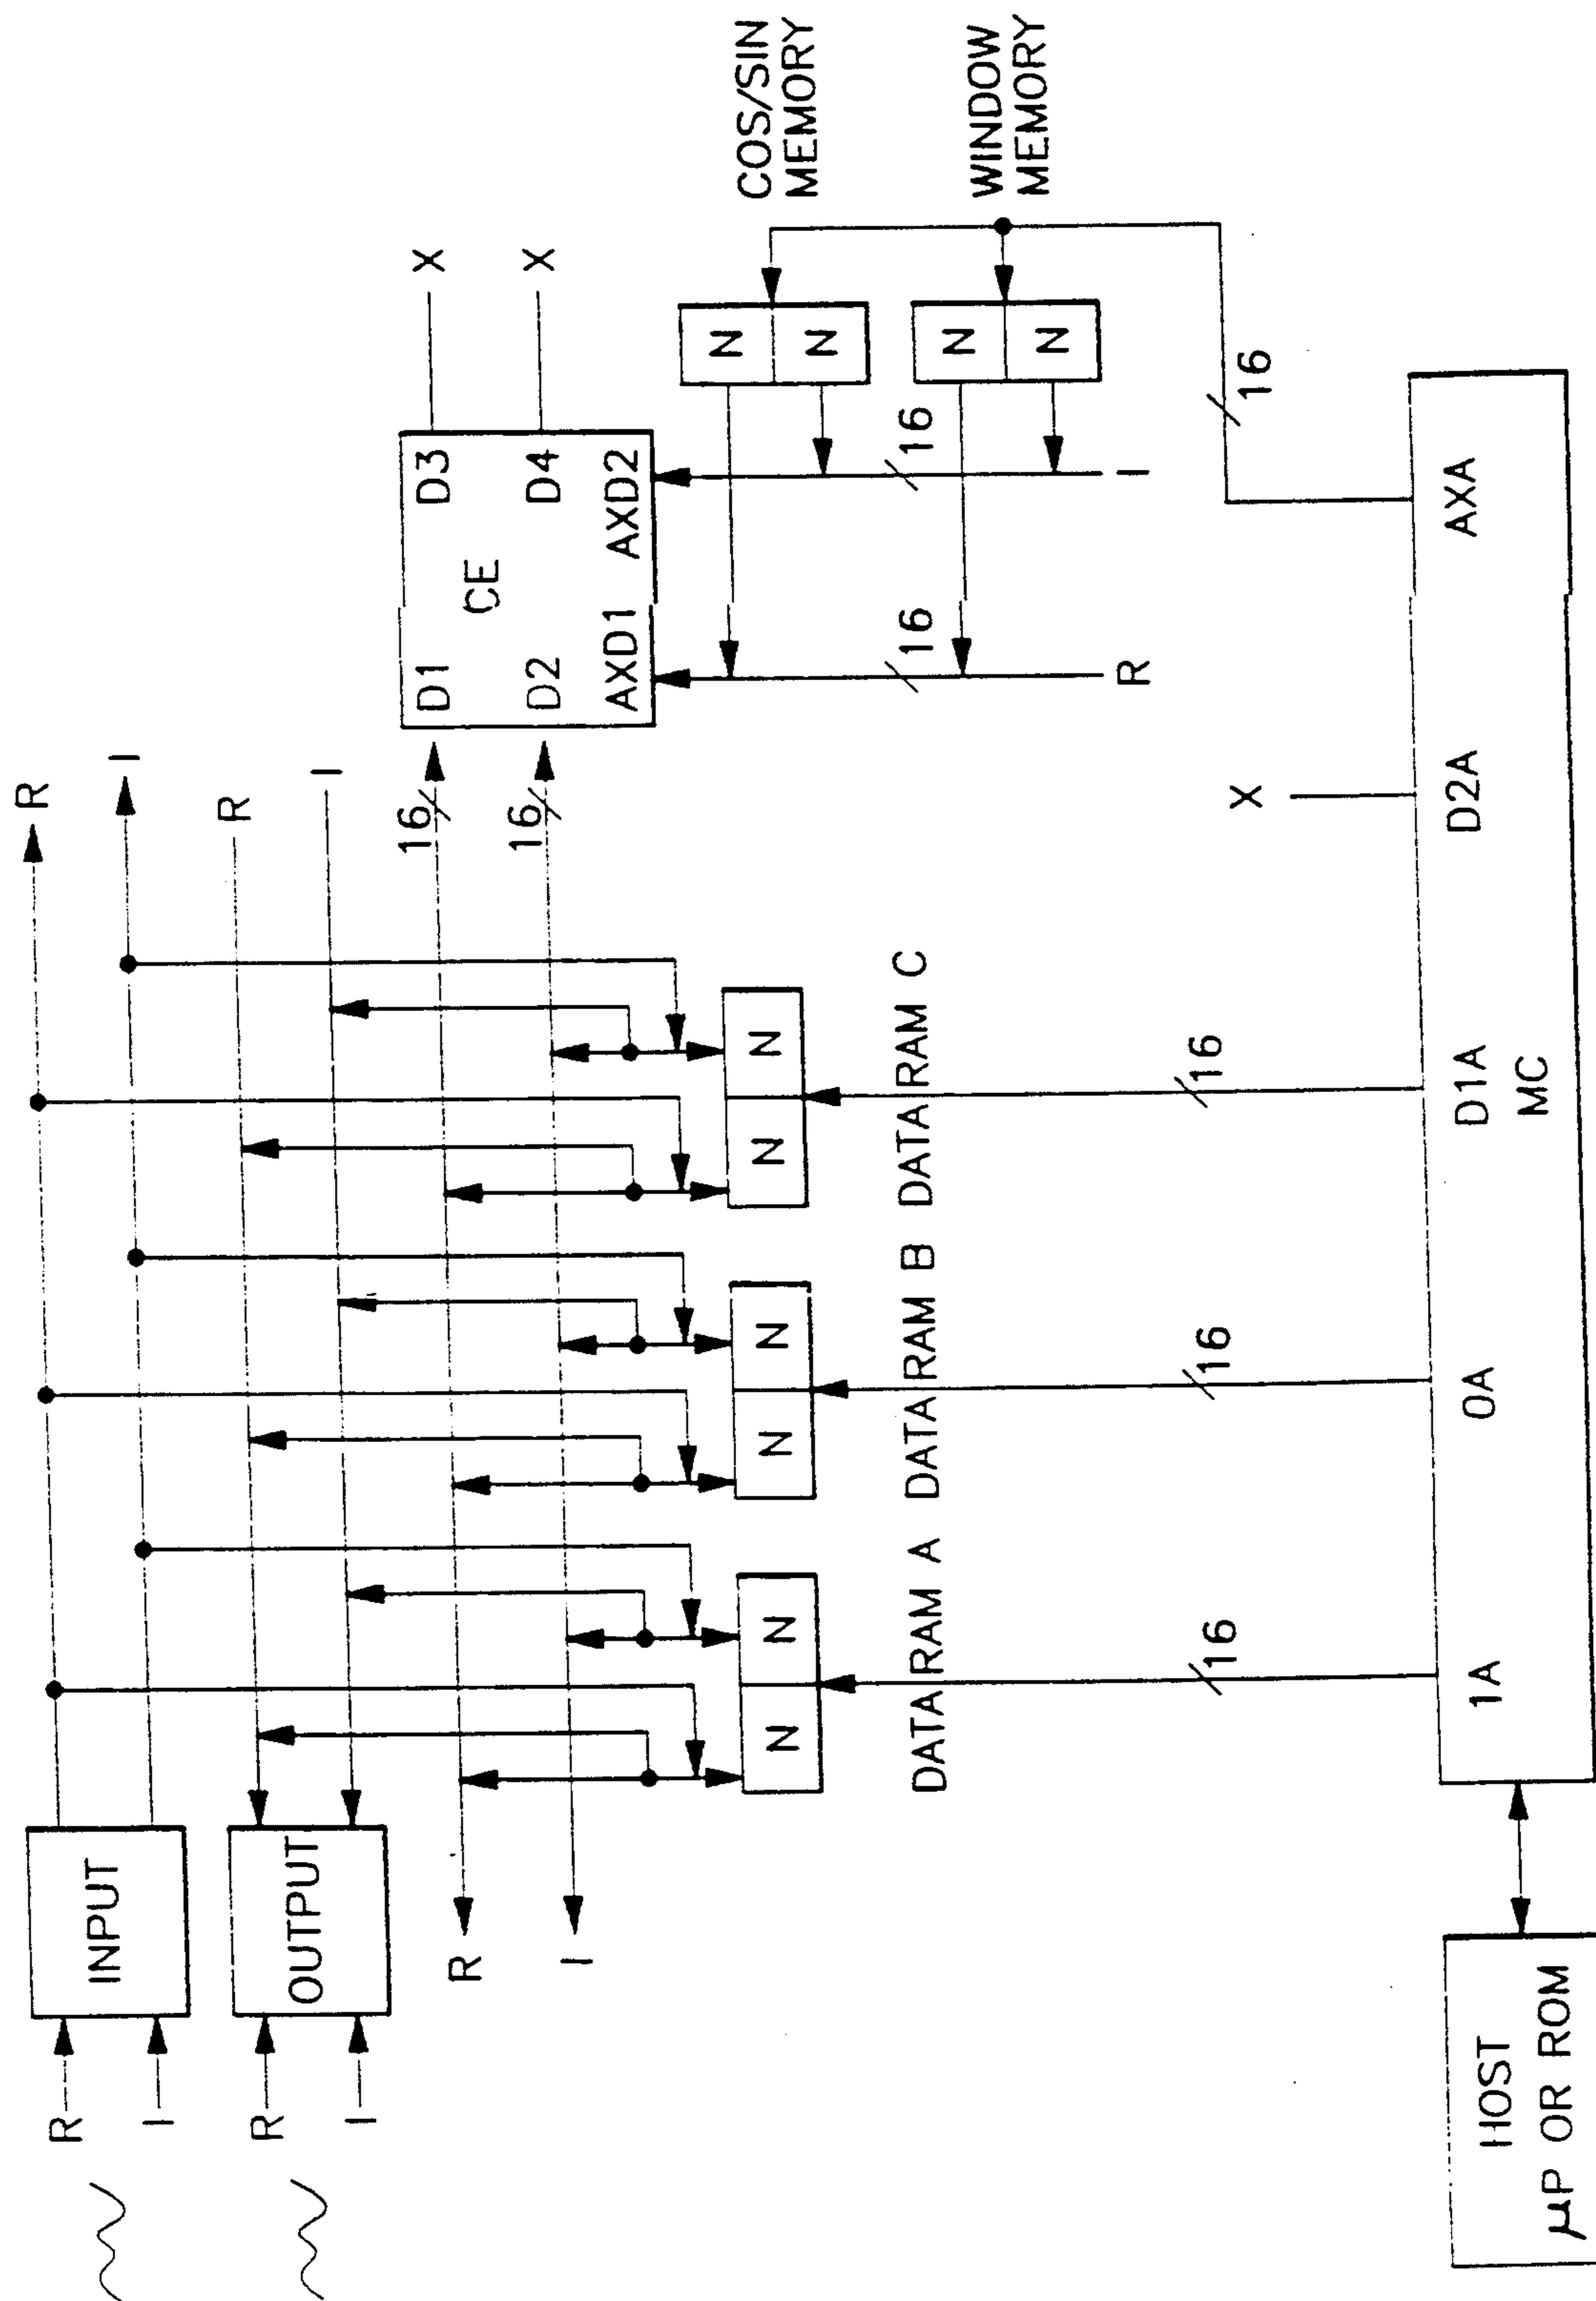 R
I
INPUT
R
I
R
I
OUTPUT
R
I
R
I
16
16
D1
D3
X
CE
D2
D4
X
AXD1
AXD2
N
N
N
N
N
N
N
N
COS/SIN
MEMORY
16
16
N
N
WINDOW
MEMORY
R
I
DATA RAM A
DATA RAM B
DATA RAM C
16
16
16
X
16
HOST
µP OR ROM
1A
0A
D1A
D2A
AXA
MC